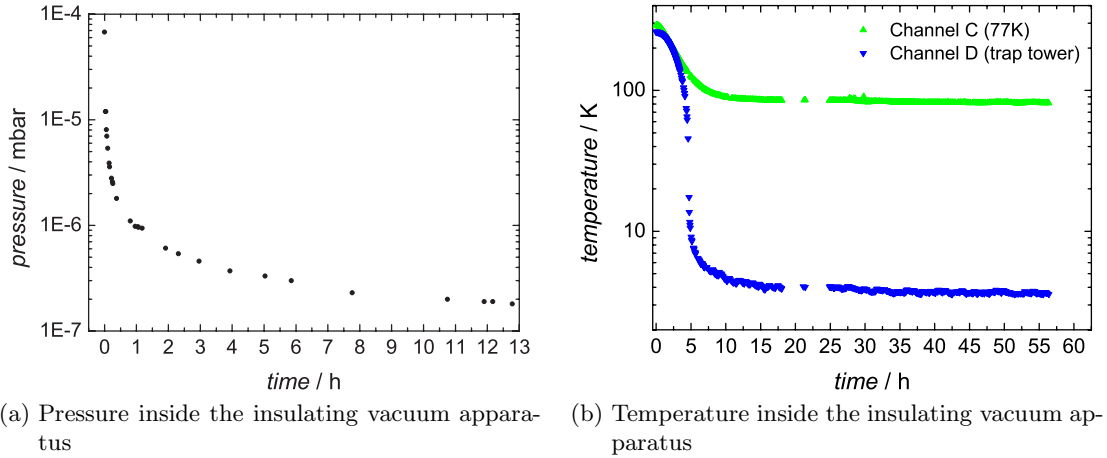 1E-4
1E-5
1E-6
1E-7
pressure / mbar
0 1 2 3 4 5 6 7 8 9 10 11 12 13
time / h
(a) Pressure inside the insulating vacuum appara-
tus
Channel C (77K)
Channel D (trap tower)
100
10
temperature / K
0 5 10 15 20 25 30 35 40 45 50 55 60
time / h
(b) Temperature inside the insulating vacuum ap-
paratus